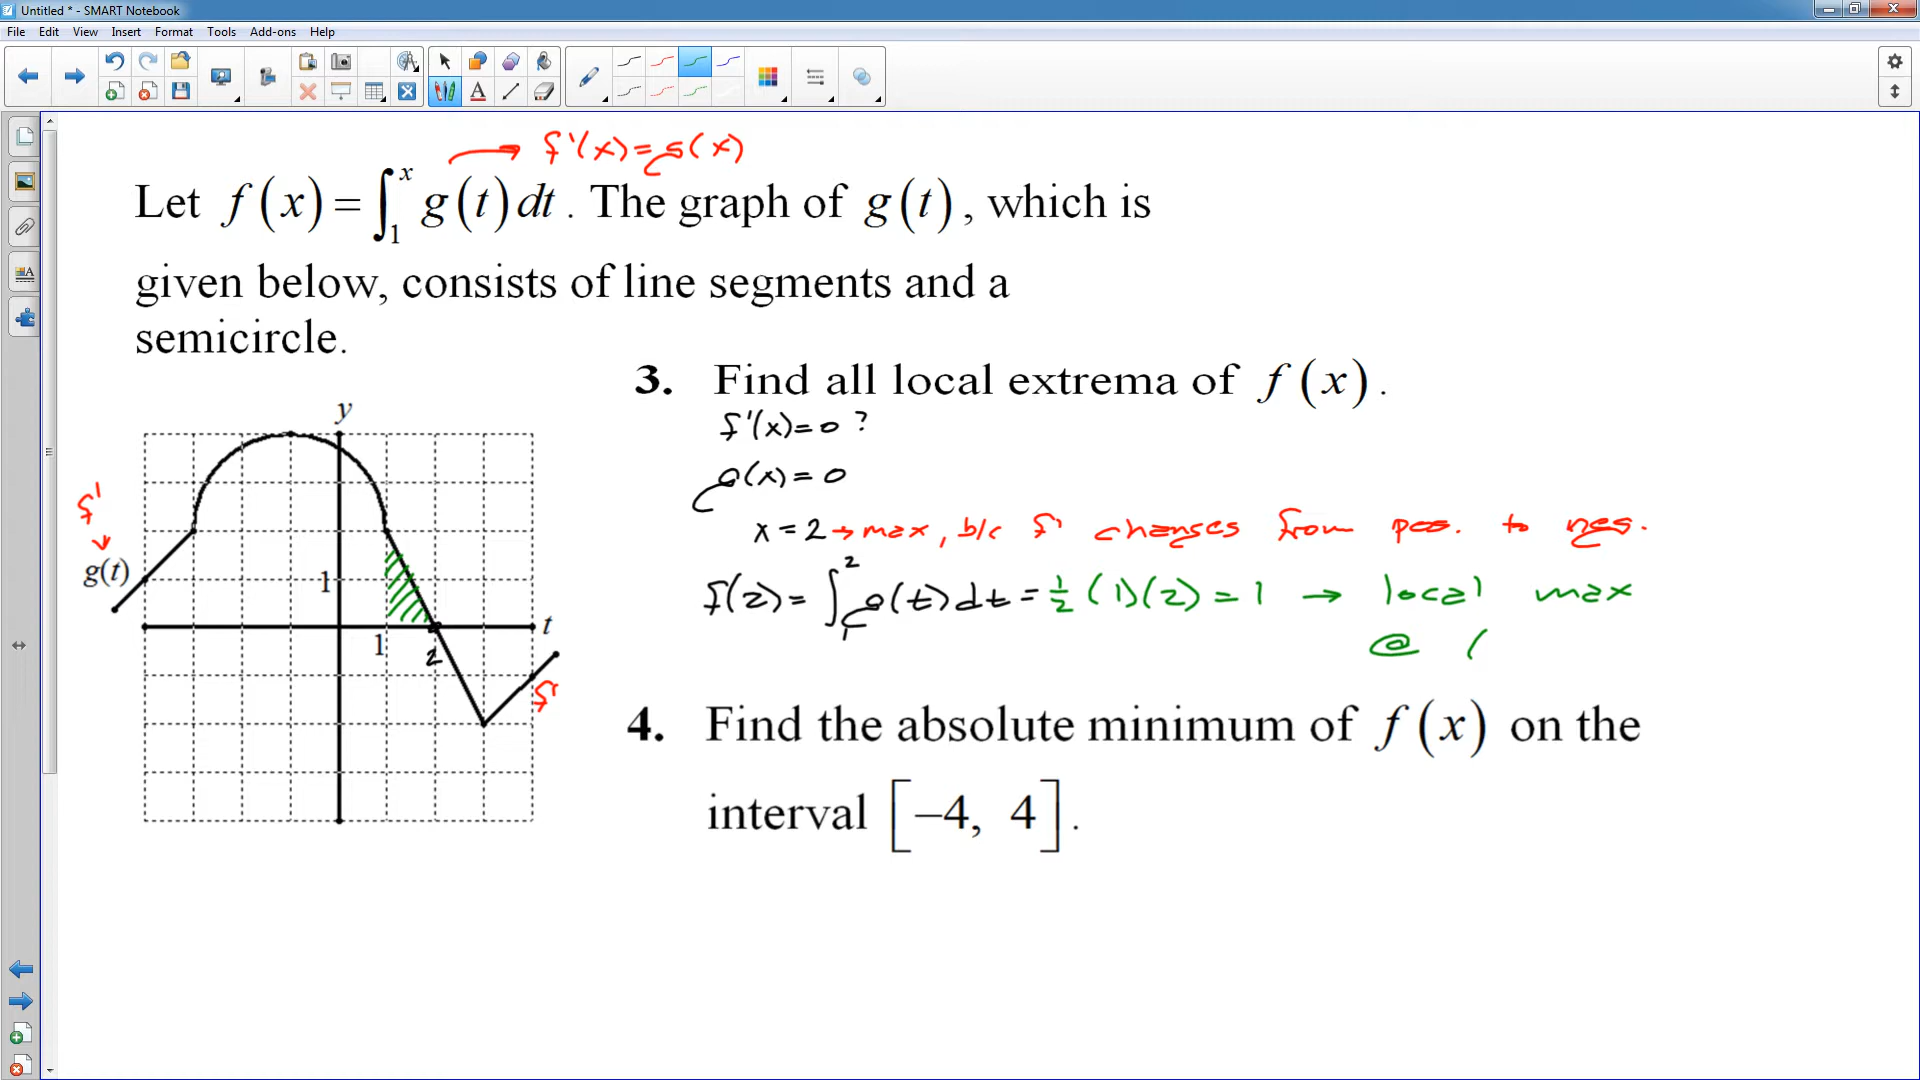 Untitled * - SMART Notebook
File Edit View Insert Format Tools Add-ons Help
f'(x)=g(x)
Let f(x)=∫₁ˣ g(t)dt. The graph of g(t), which is
given below, consists of line segments and a
semicircle.
3. Find all local extrema of f(x).
f'(x)=0?
g(x)=0
x=2→max, b/c f' changes from pos. to neg.
f(2)=∫₁² g(t)dt=½(1)(2)=1 → local max
@ (
4. Find the absolute minimum of f(x) on the
interval [−4, 4].
y
f'
g(t)
1
t
1
2
f'